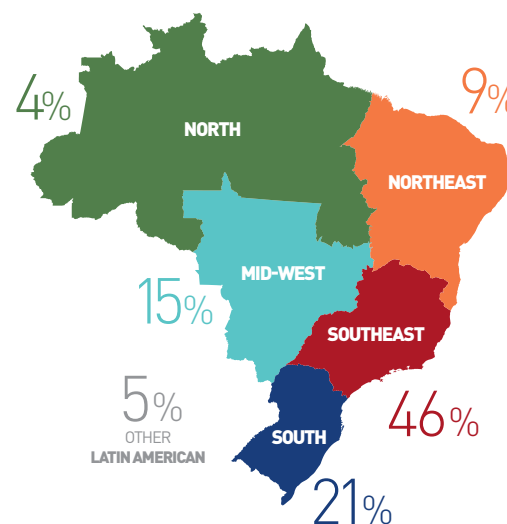 4%
NORTH
9%
NORTHEAST
MID-WEST
15%
SOUTHEAST
5%
OTHER
LATIN AMERICAN
46%
SOUTH
21%